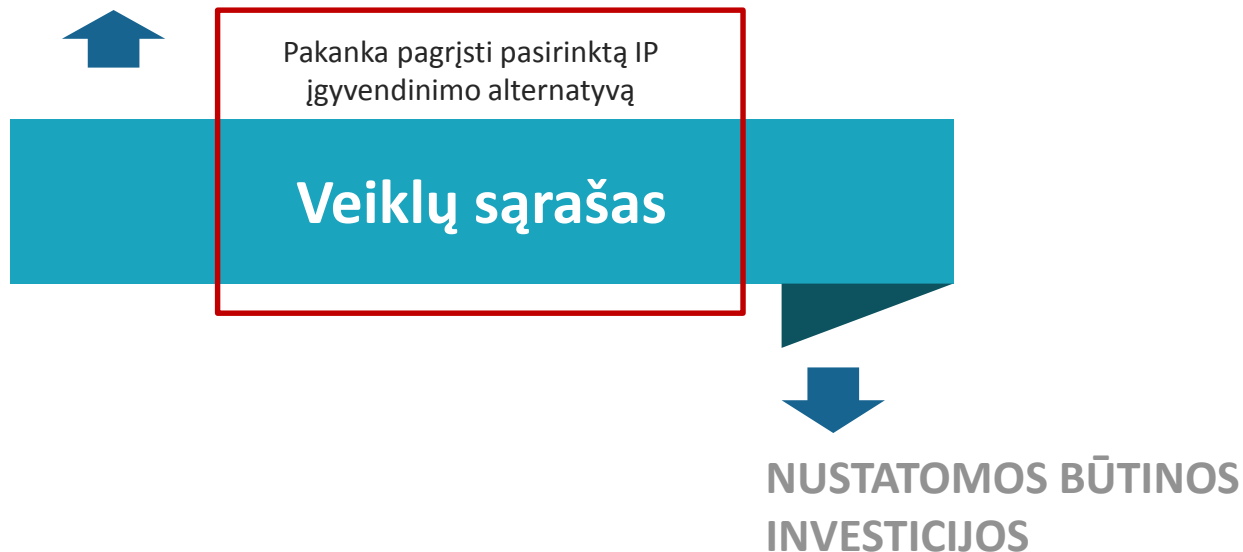 Pakanka pagrįsti pasirinktą IP
įgyvendinimo alternatyvą
Veiklų sąrašas
NUSTATOMOS BŪTINOS
INVESTICIJOS